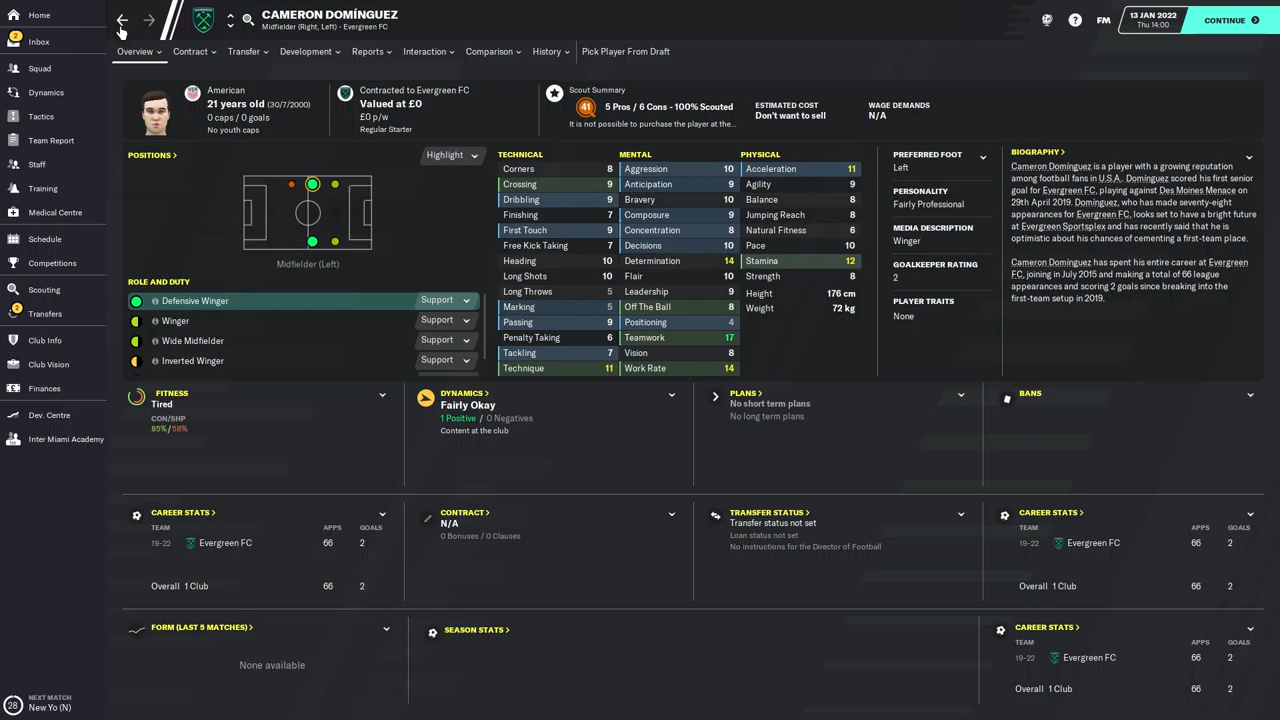 Home
2
Inbox
Squad
Dynamics
Tactics
Team Report
Staff
Training
Medical Centre
Schedule
Competitions
Scouting
2
Transfers
Club Info
Club Vision
Finances
Dev. Centre
Inter Miami Academy
28
NEXT MATCH
New Yo (N)
CAMERON DOMÍNGUEZ
Midfielder (Right, Left) - Evergreen FC
FM
13 JAN 2022
Thu 14:00
CONTINUE
Overview
Contract
Transfer
Development
Reports
Interaction
Comparison
History
Pick Player From Draft
American
21 years old (30/7/2000)
0 caps / 0 goals
No youth caps
Contracted to Evergreen FC
Valued at £0
£0 p/w
Regular Starter
Scout Summary
41
5 Pros / 6 Cons - 100% Scouted
It is not possible to purchase the player at the...
ESTIMATED COST
Don't want to sell
WAGE DEMANDS
N/A
POSITIONS >
Highlight
Midfielder (Left)
ROLE AND DUTY
Defensive Winger Support
Winger Support
Wide Midfielder Support
Inverted Winger Support
TECHNICAL
Corners 8
Crossing 9
Dribbling 9
Finishing 7
First Touch 9
Free Kick Taking 7
Heading 10
Long Shots 10
Long Throws 5
Marking 5
Passing 9
Penalty Taking 6
Tackling 7
Technique 11
MENTAL
Aggression 10
Anticipation 9
Bravery 10
Composure 9
Concentration 8
Decisions 10
Determination 14
Flair 10
Leadership 9
Off The Ball 8
Positioning 4
Teamwork 17
Vision 8
Work Rate 14
PHYSICAL
Acceleration 11
Agility 9
Balance 8
Jumping Reach 8
Natural Fitness 6
Pace 10
Stamina 12
Strength 8
Height 176 cm
Weight 72 kg
PREFERRED FOOT
Left
PERSONALITY
Fairly Professional
MEDIA DESCRIPTION
Winger
GOALKEEPER RATING
2
PLAYER TRAITS
None
BIOGRAPHY >
Cameron Domínguez is a player with a growing reputation
among football fans in U.S.A.. Domínguez scored his first senior
goal for Evergreen FC, playing against Des Moines Menace on
29th April 2019. Domínguez, who has made seventy-eight
appearances for Evergreen FC, looks set to have a bright future
at Evergreen Sportsplex and has recently said that he is
optimistic about his chances of cementing a first-team place.
Cameron Domínguez has spent his entire career at Evergreen
FC, joining in July 2015 and making a total of 66 league
appearances and scoring 2 goals since breaking into the
first-team setup in 2019.
FITNESS
Tired
CON/SHP
85%/58%
DYNAMICS >
Fairly Okay
1 Positive / 0 Negatives
Content at the club
PLANS >
No short term plans
No long term plans
BANS
CAREER STATS >
TEAM APPS GOALS
19-22 Evergreen FC 66 2
Overall 1 Club 66 2
CONTRACT >
N/A
0 Bonuses / 0 Clauses
TRANSFER STATUS >
Transfer status not set
Loan status not set
No instructions for the Director of Football
CAREER STATS >
TEAM APPS GOALS
19-22 Evergreen FC 66 2
Overall 1 Club 66 2
FORM (LAST 5 MATCHES) >
None available
SEASON STATS >
CAREER STATS >
TEAM APPS GOALS
19-22 Evergreen FC 66 2
Overall 1 Club 66 2